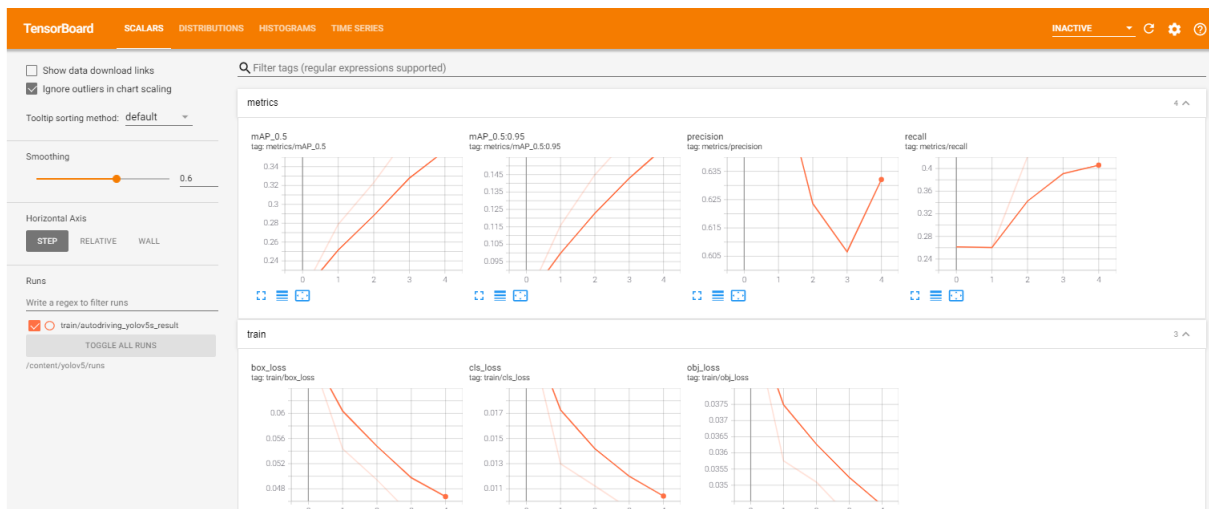 TensorBoard SCALARS DISTRIBUTIONS HISTOGRAMS TIME SERIES INACTIVE
Show data download links
Ignore outliers in chart scaling
Tooltip sorting method: default
Smoothing
0.6
Horizontal Axis
STEP RELATIVE WALL
Runs
Write a regex to filter runs
train/autodriving_yolov5s_result
TOGGLE ALL RUNS
/content/yolov5/runs
Filter tags (regular expressions supported)
metrics 4
mAP_0.5
tag: metrics/mAP_0.5
0.34
0.32
0.3
0.28
0.26
0.24
0 1 2 3 4
mAP_0.5:0.95
tag: metrics/mAP_0.5:0.95
0.145
0.135
0.125
0.115
0.105
0.095
0 1 2 3 4
precision
tag: metrics/precision
0.635
0.625
0.615
0.605
0 1 2 3 4
recall
tag: metrics/recall
0.4
0.36
0.32
0.28
0.24
0 1 2 3 4
train 3
box_loss
tag: train/box_loss
0.06
0.056
0.052
0.048
cls_loss
tag: train/cls_loss
0.017
0.015
0.013
0.011
obj_loss
tag: train/obj_loss
0.0375
0.037
0.0365
0.036
0.0355
0.035